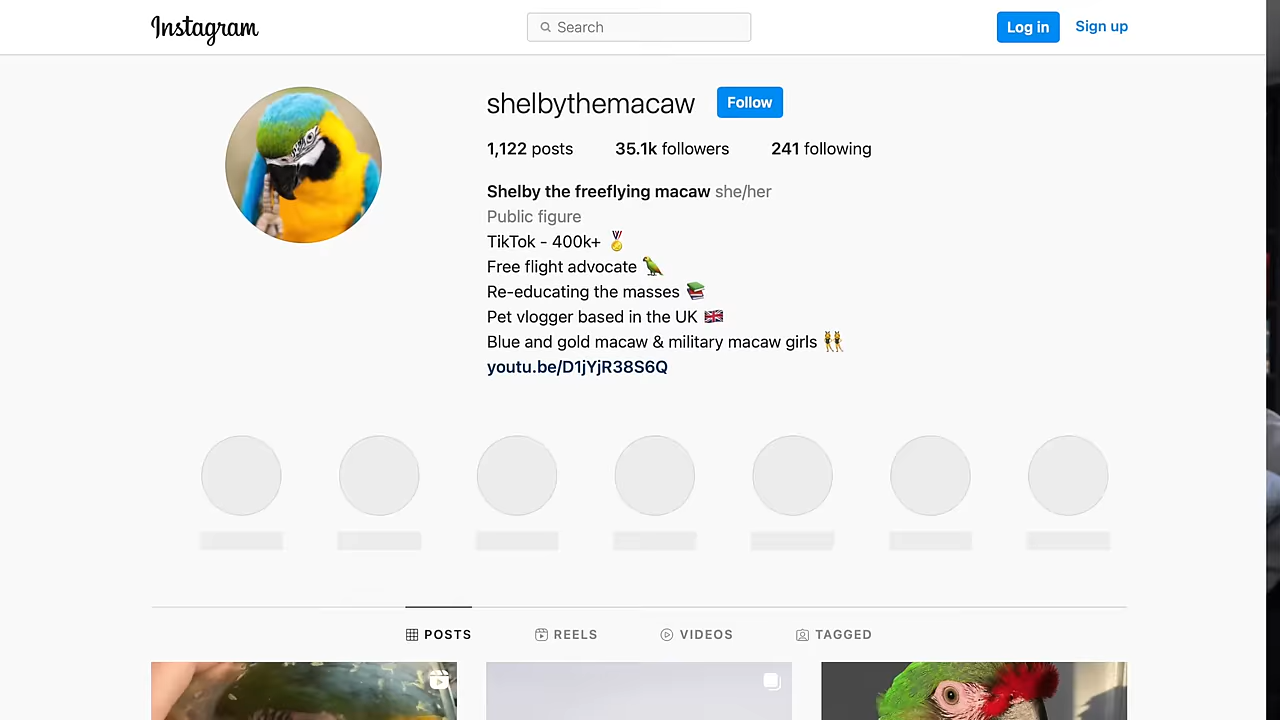 Instagram
Search
Log in
Sign up
shelbythemacaw
Follow
1,122 posts
35.1k followers
241 following
Shelby the freeflying macaw she/her
Public figure
TikTok - 400k+ 🏅
Free flight advocate 🦜
Re-educating the masses 📚
Pet vlogger based in the UK 🇬🇧
Blue and gold macaw & military macaw girls 👯
youtu.be/D1jYjR38S6Q
POSTS
REELS
VIDEOS
TAGGED